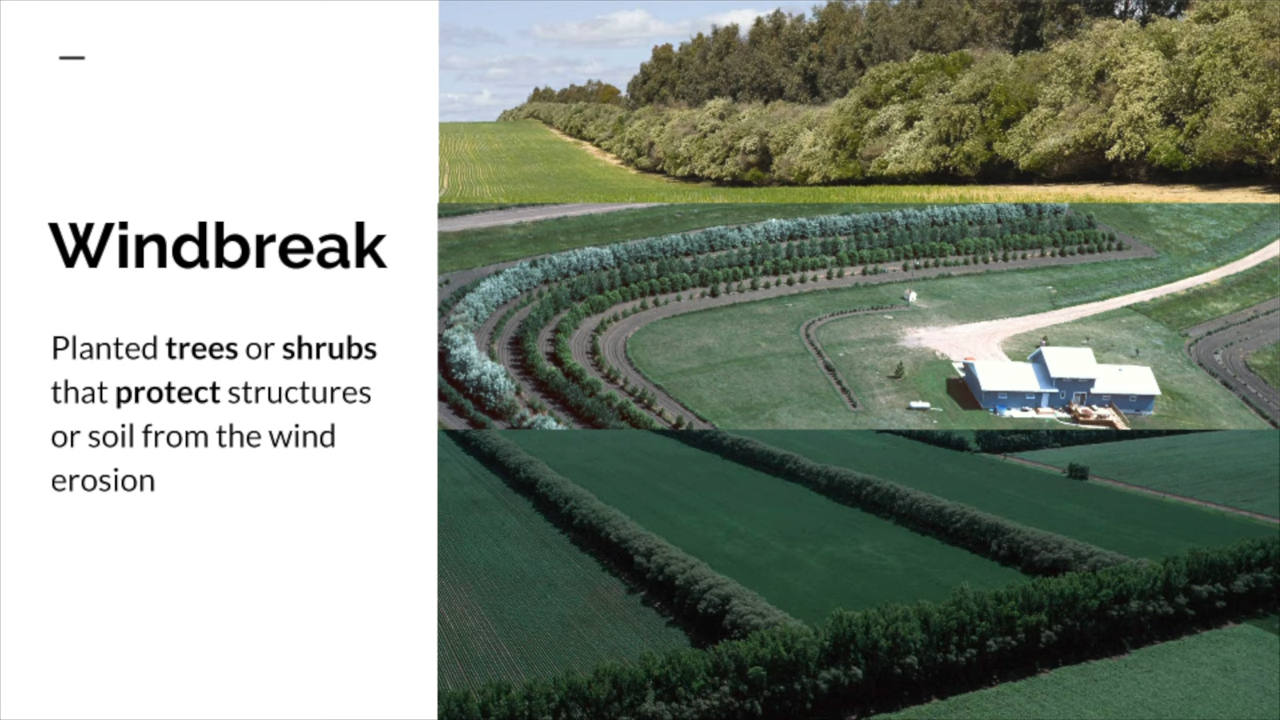 Windbreak
Planted trees or shrubs
that protect structures
or soil from the wind
erosion